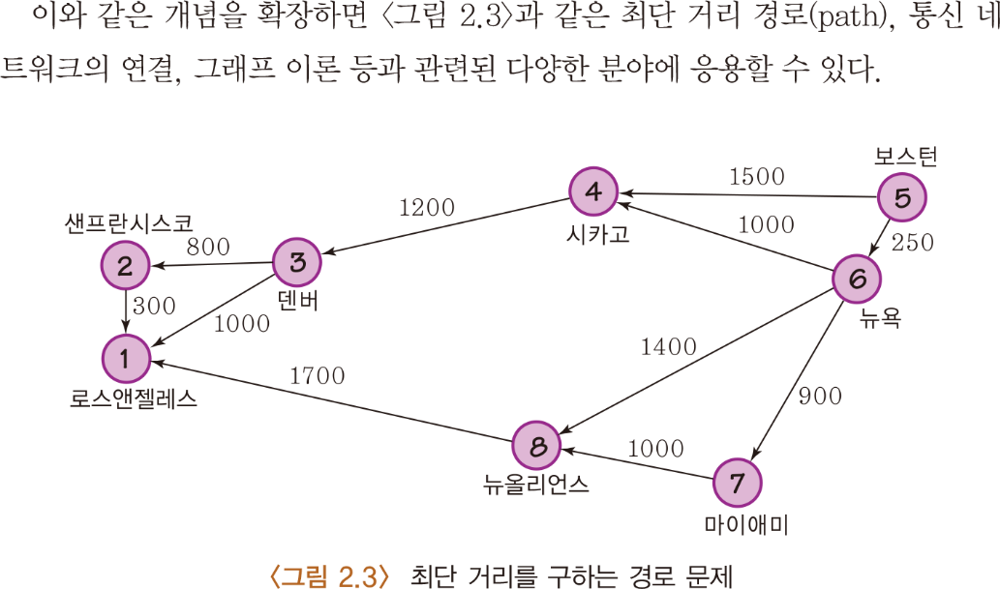 이와 같은 개념을 확장하면 〈그림 2.3〉과 같은 최단 거리 경로(path), 통신 네
트워크의 연결, 그래프 이론 등과 관련된 다양한 분야에 응용할 수 있다.
보스턴
1500
4
5
1200
샌프란시스코
시카고
1000
250
800
2
3
6
덴버
뉴욕
300
1000
1
1400
1700
로스앤젤레스
900
8
1000
7
뉴올리언스
마이애미
〈그림 2.3〉 최단 거리를 구하는 경로 문제